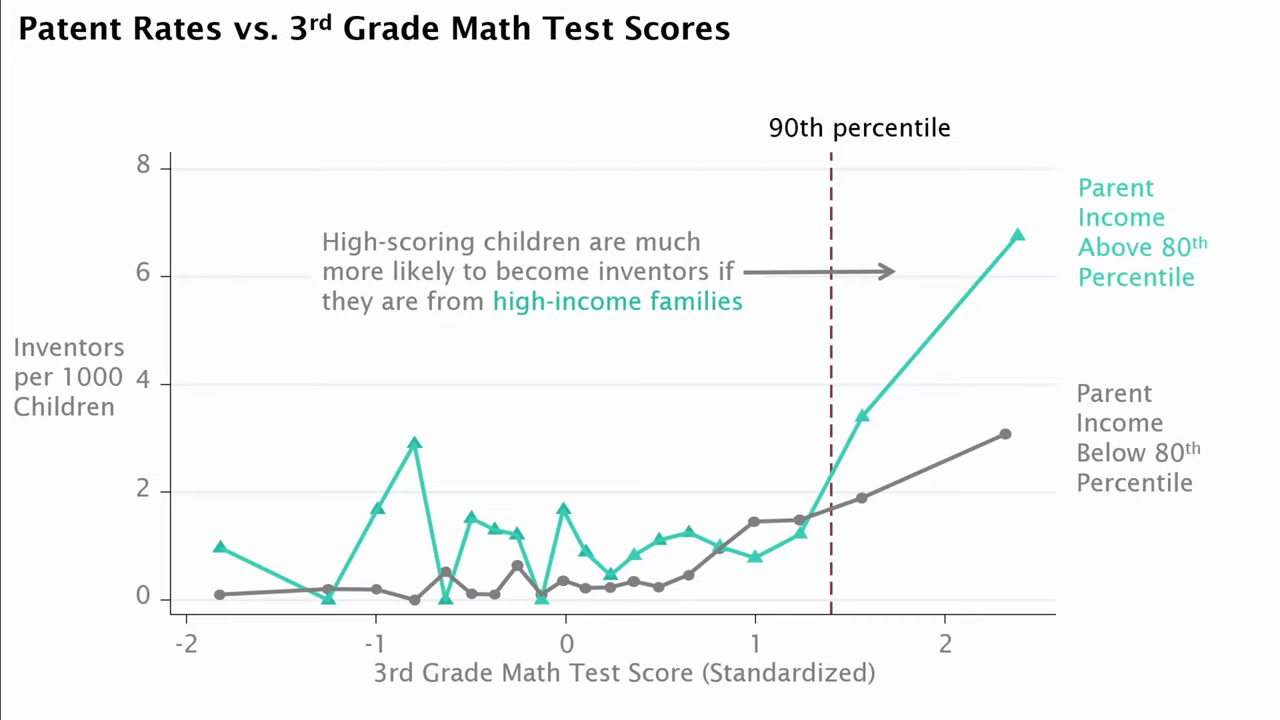 Patent Rates vs. 3rd Grade Math Test Scores
90th percentile
8
6
4
2
0
Inventors
per 1000
Children
High-scoring children are much
more likely to become inventors if
they are from high-income families
Parent
Income
Above 80th
Percentile
Parent
Income
Below 80th
Percentile
-2
-1
0
1
2
3rd Grade Math Test Score (Standardized)